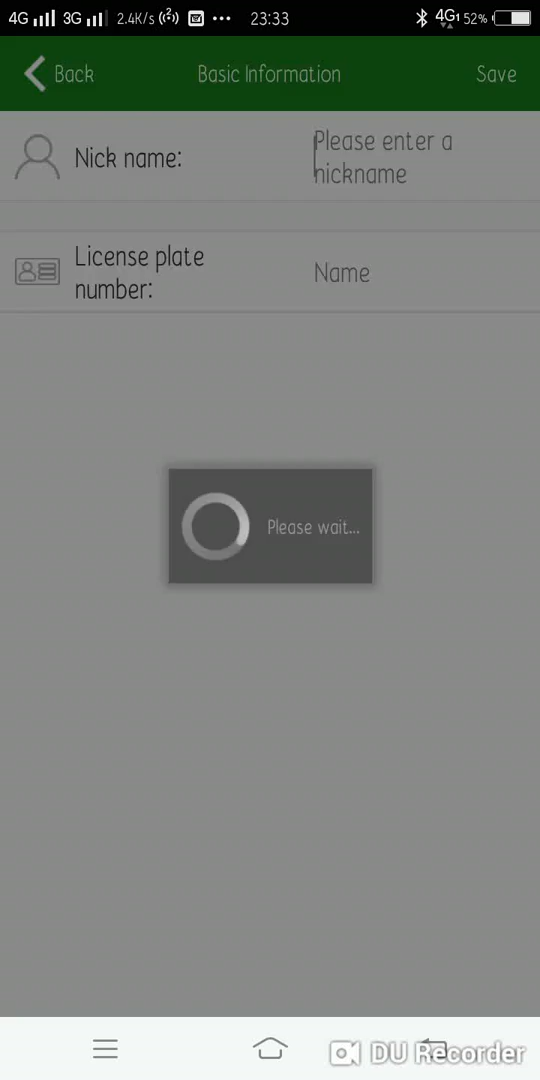 4G 3G 2.4K/s 23:33 4G1 52%
Back Basic Information Save
Nick name: Please enter a
nickname
License plate
number: Name
Please wait...
DU Recorder